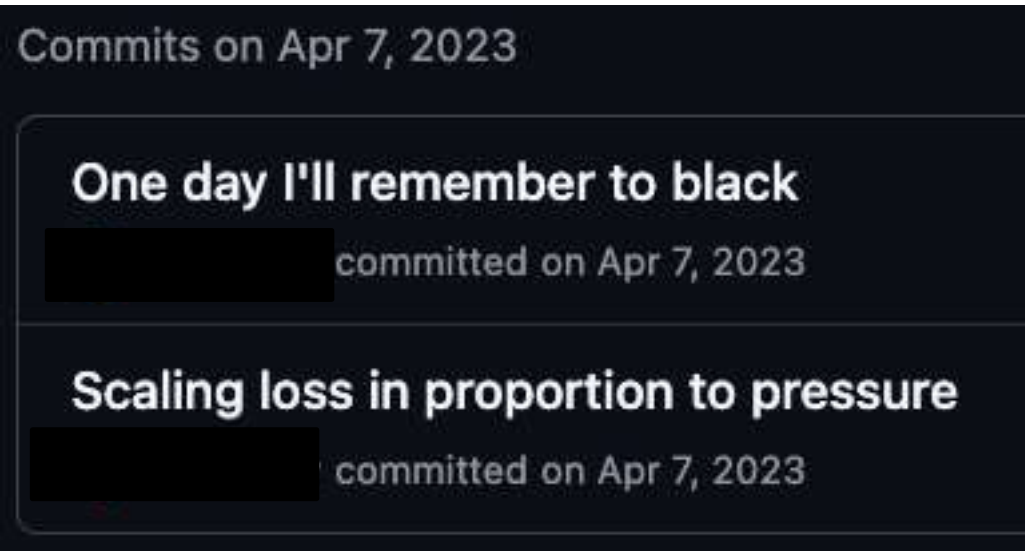 Commits on Apr 7, 2023
One day I'll remember to black
committed on Apr 7, 2023
Scaling loss in proportion to pressure
committed on Apr 7, 2023